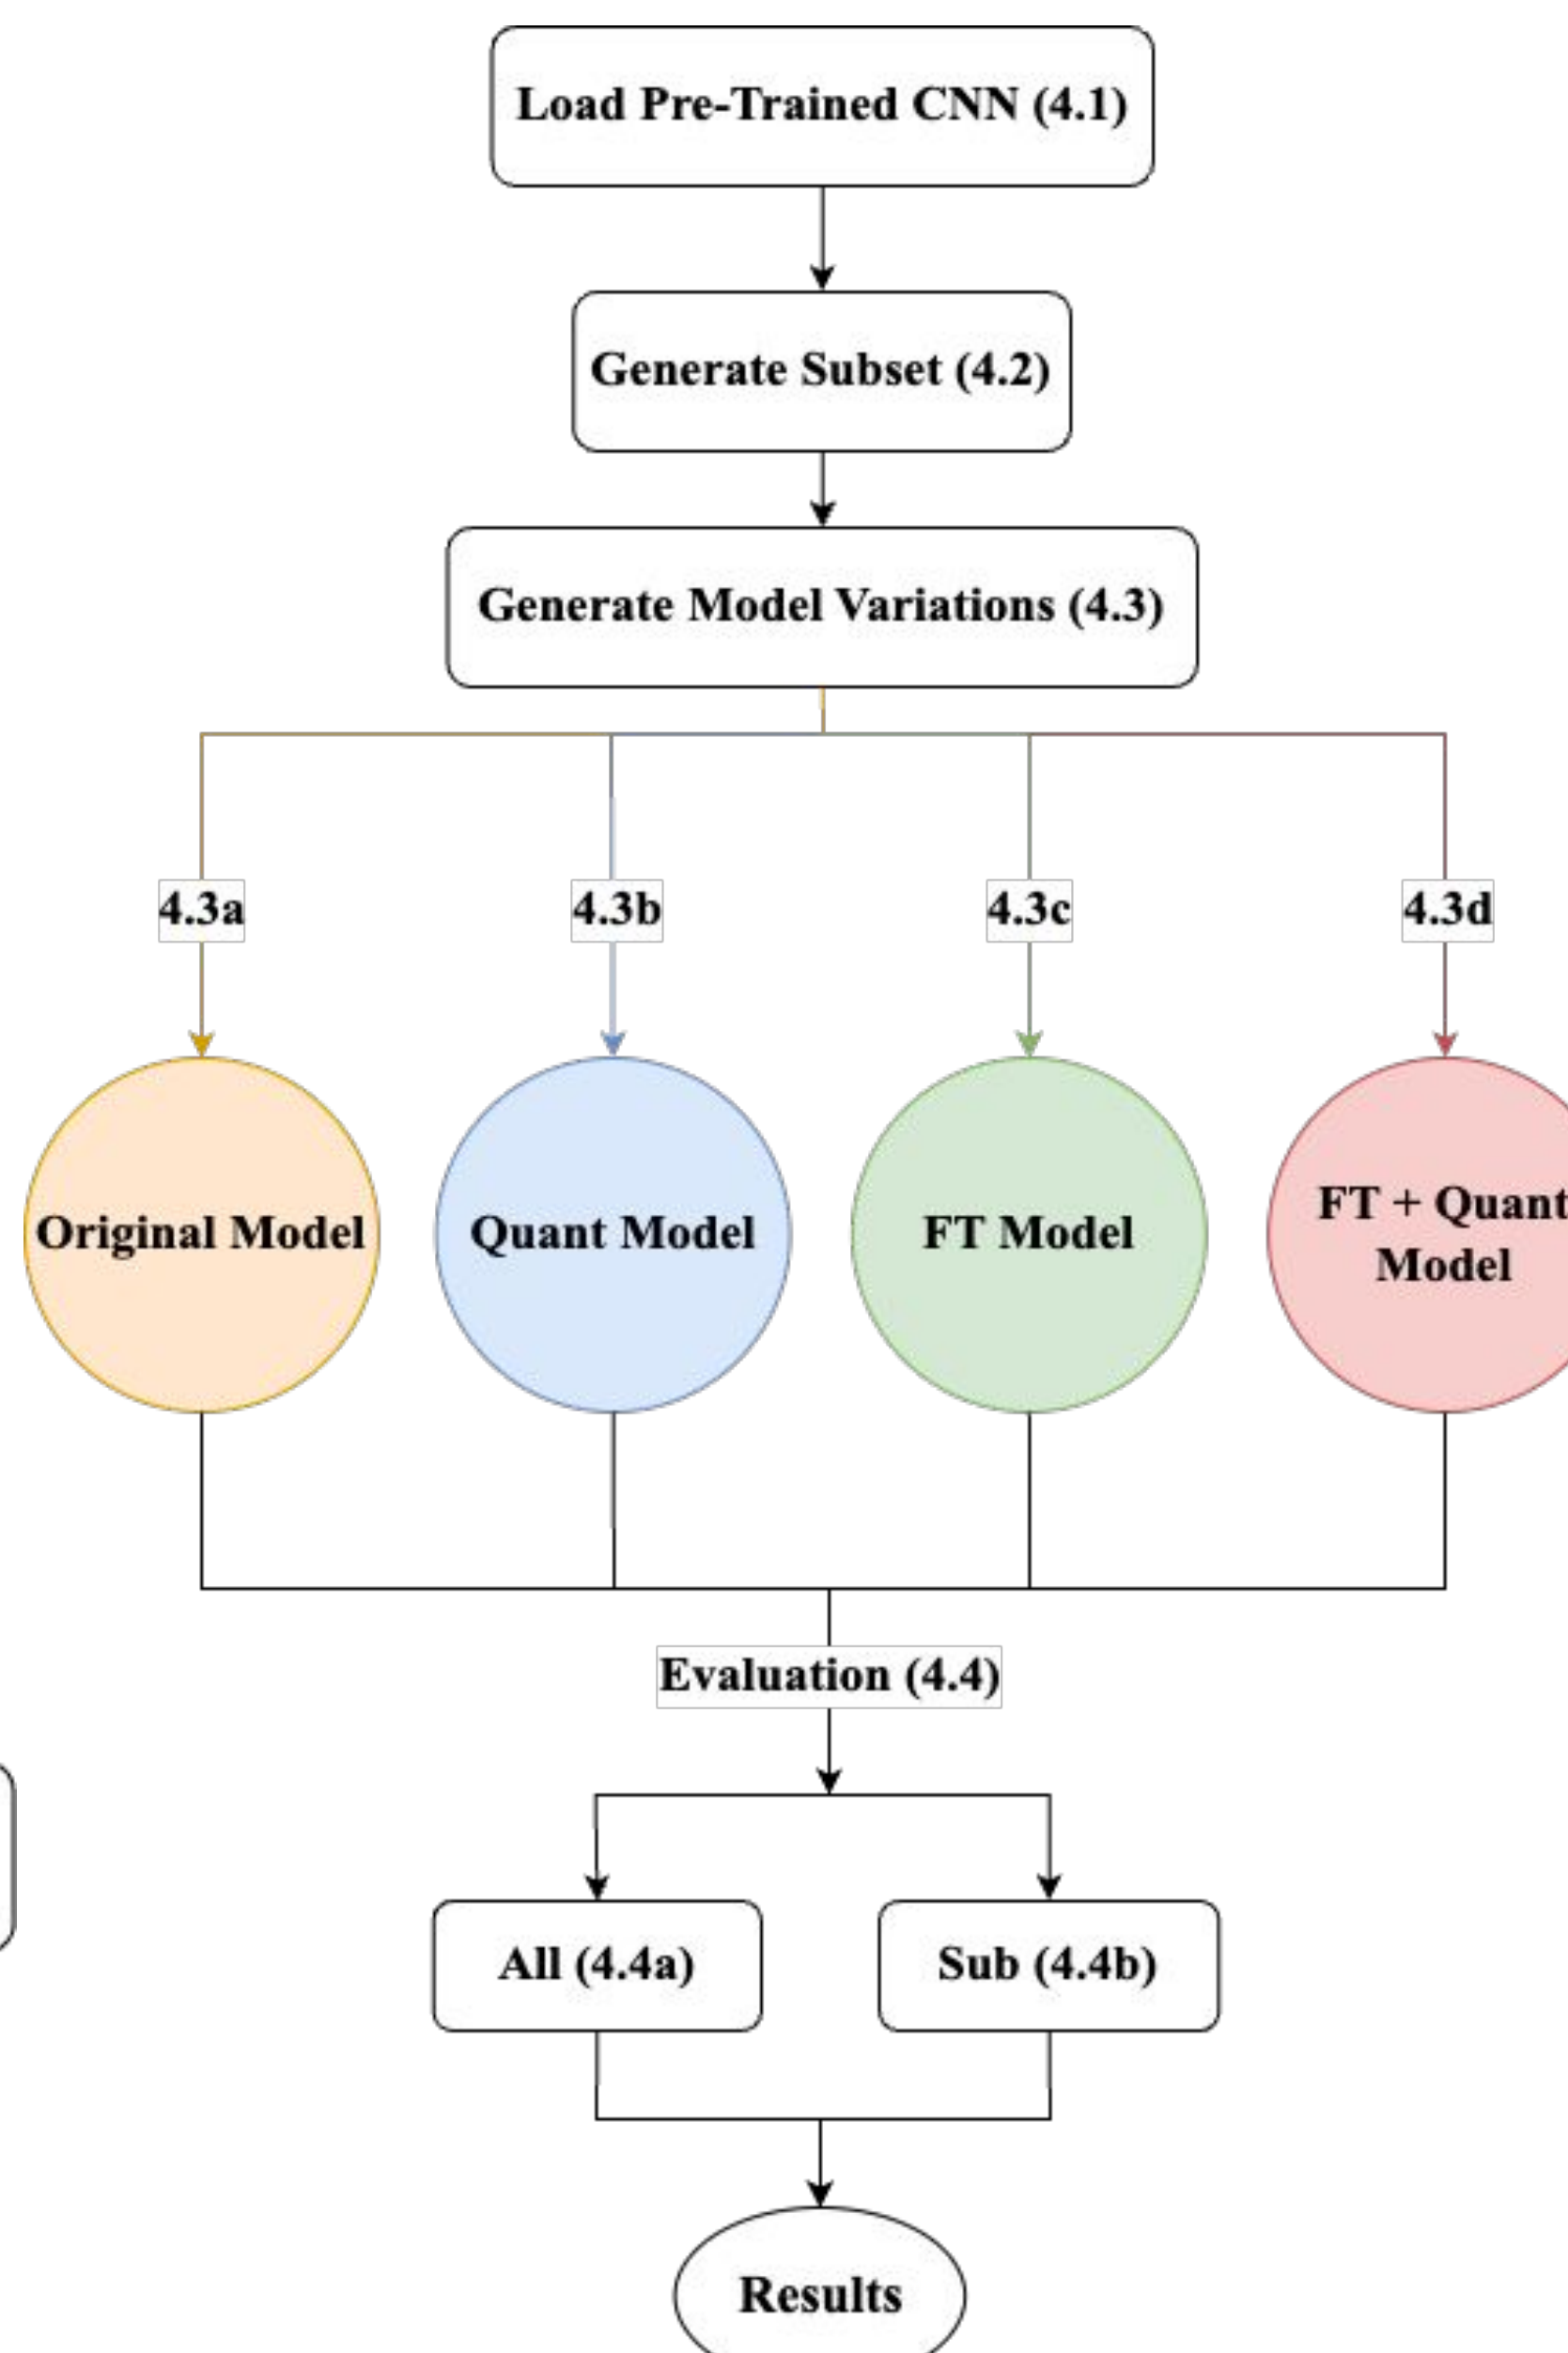 Load Pre-Trained CNN (4.1)
Generate Subset (4.2)
Generate Model Variations (4.3)
4.3a
4.3b
4.3c
4.3d
Original Model
Quant Model
FT Model
FT + Quant
Model
Evaluation (4.4)
All (4.4a)
Sub (4.4b)
Results